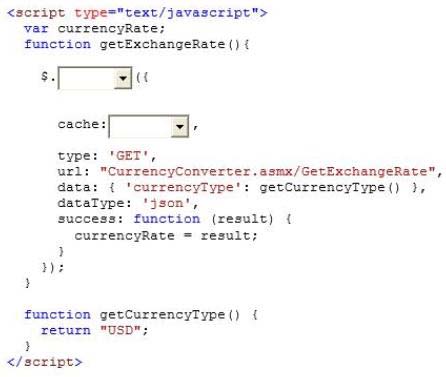 <script type="text/javascript">
var currencyRate;
function getExchangeRate(){
$. ({
cache: ,
type: 'GET',
url: "CurrencyConverter.asmx/GetExchangeRate",
data: { 'currencyType': getCurrencyType() },
dataType: 'json',
success: function (result) {
currencyRate = result;
}
});
}
function getCurrencyType() {
return "USD";
}
</script>